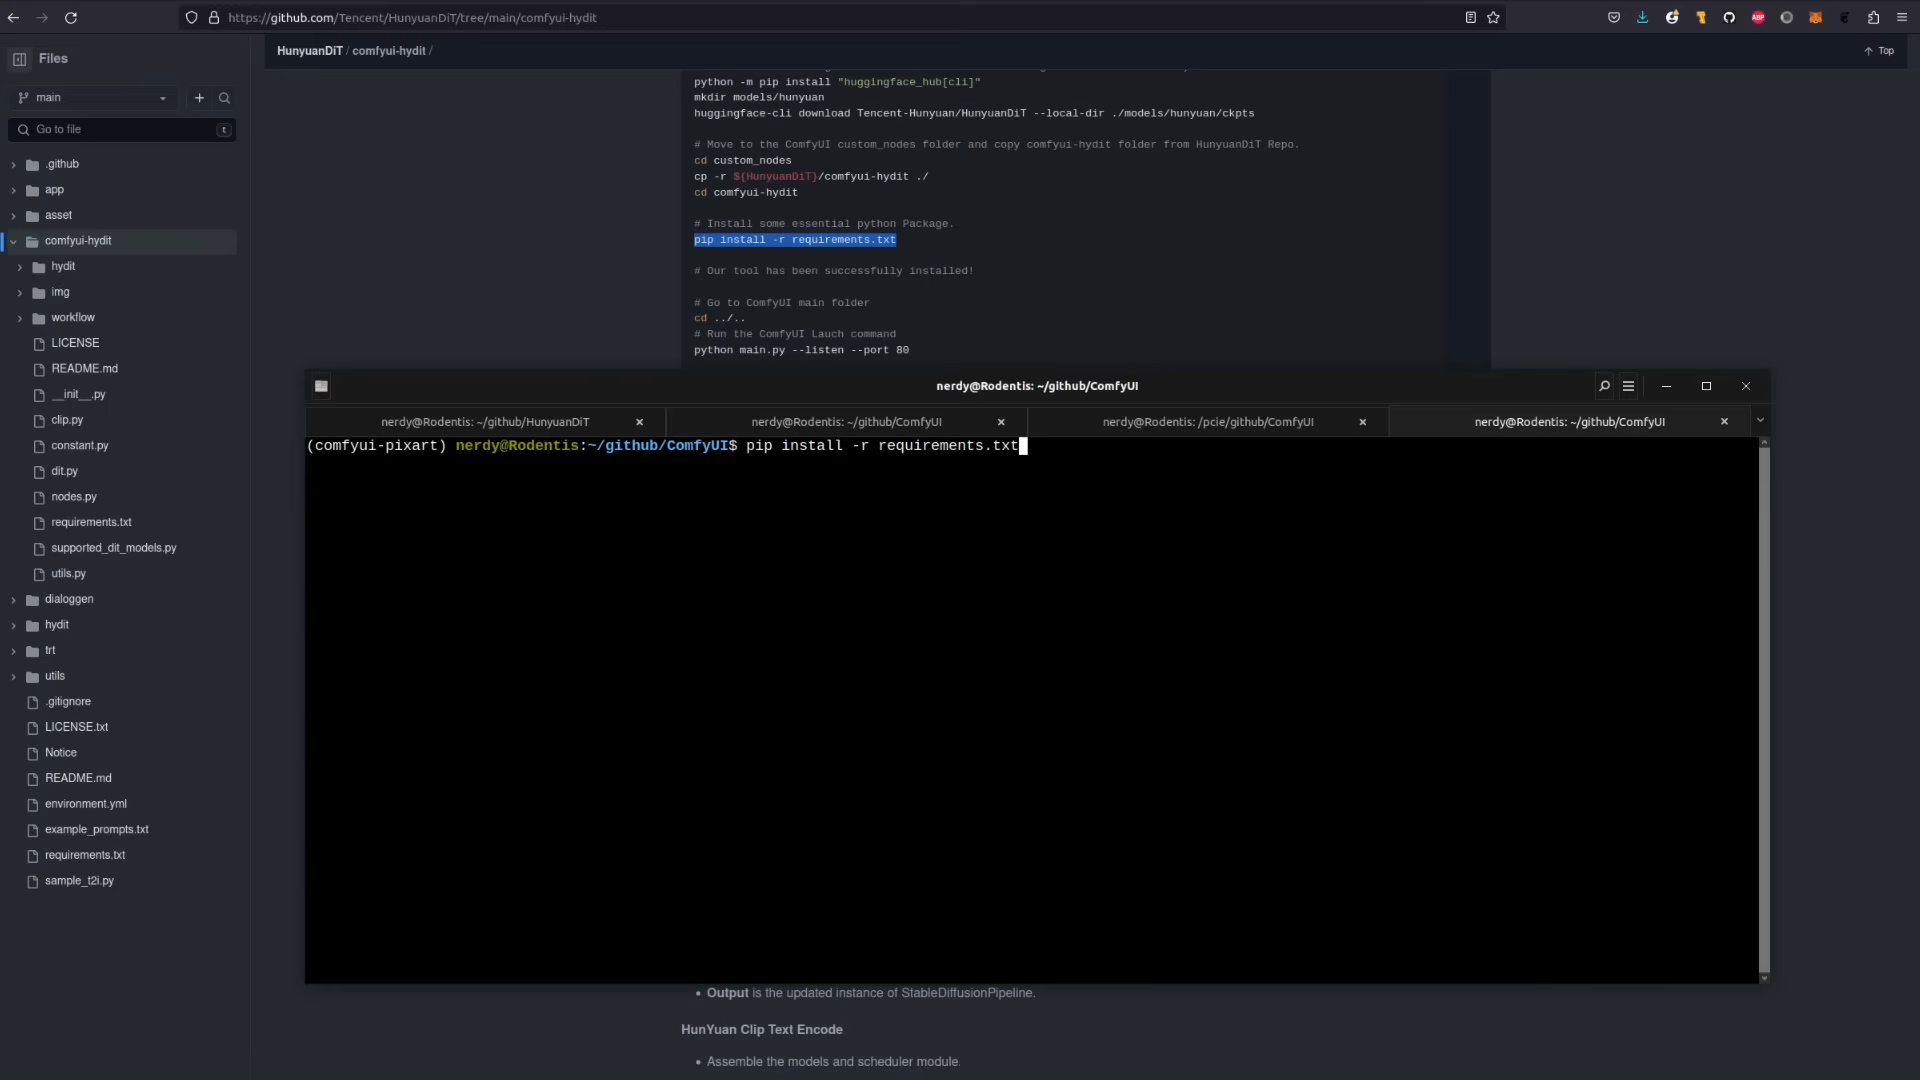 https://github.com/Tencent/HunyuanDiT/tree/main/comfyui-hydit
ABP
Files
HunyuanDiT / comfyui-hydit /
Top
main
Go to file
t
.github
app
asset
comfyui-hydit
hydit
img
workflow
LICENSE
README.md
__init__.py
clip.py
constant.py
dit.py
nodes.py
requirements.txt
supported_dit_models.py
utils.py
dialoggen
hydit
trt
utils
.gitignore
LICENSE.txt
Notice
README.md
environment.yml
example_prompts.txt
requirements.txt
sample_t2i.py
python -m pip install "huggingface_hub[cli]"
mkdir models/hunyuan
huggingface-cli download Tencent-Hunyuan/HunyuanDiT --local-dir ./models/hunyuan/ckpts
# Move to the ComfyUI custom_nodes folder and copy comfyui-hydit folder from HunyuanDiT Repo.
cd custom_nodes
cp -r ${HunyuanDiT}/comfyui-hydit ./
cd comfyui-hydit
# Install some essential python Package.
pip install -r requirements.txt
# Our tool has been successfully installed!
# Go to ComfyUI main folder
cd ../..
# Run the ComfyUI Lauch command
python main.py --listen --port 80
nerdy@Rodentis: ~/github/ComfyUI
nerdy@Rodentis: ~/github/HunyuanDiT
nerdy@Rodentis: ~/github/ComfyUI
nerdy@Rodentis: /pcie/github/ComfyUI
nerdy@Rodentis: ~/github/ComfyUI
(comfyui-pixart) nerdy@Rodentis:~/github/ComfyUI$ pip install -r requirements.txt
• Output is the updated instance of StableDiffusionPipeline.
HunYuan Clip Text Encode
• Assemble the models and scheduler module.